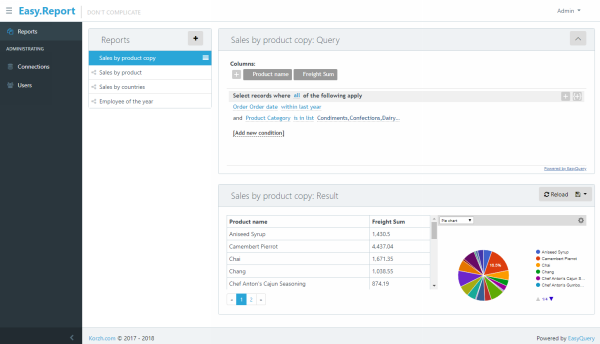 Easy.Report DON'T COMPLICATE
Admin
Reports
ADMINISTRATING
Connections
Users
Reports
Sales by product copy
Sales by product
Sales by countries
Employee of the year
Sales by product copy: Query
Columns:
Product name Freight Sum
Select records where all of the following apply
Order Order date within last year
and Product Category is in list Condiments,Confections,Dairy...
[Add new condition]
Powered by EasyQuery
Sales by product copy: Result
Reload
Product name Freight Sum
Aniseed Syrup 1,430.5
Camembert Pierrot 4,437.04
Chai 1,671.35
Chang 1,038.55
Chef Anton's Cajun Seasoning 874.19
« 1 2 »
Pie chart
15.5%
Aniseed Syrup
Camembert Pierrot
Chai
Chang
Chef Anton's Cajun S...
Chef Anton's Gumbo...
1/4
Korzh.com © 2017 - 2018
Powered by EasyQuery